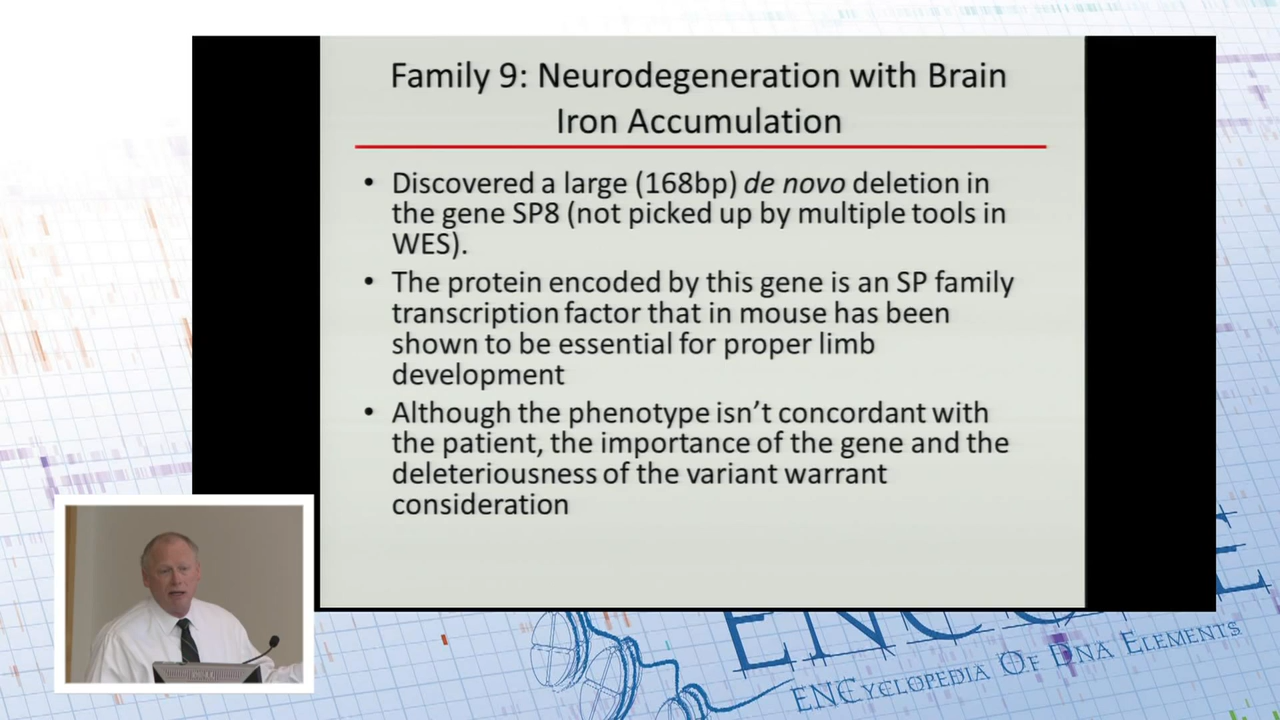 Family 9: Neurodegeneration with Brain
Iron Accumulation
• Discovered a large (168bp) de novo deletion in
the gene SP8 (not picked up by multiple tools in
WES).
• The protein encoded by this gene is an SP family
transcription factor that in mouse has been
shown to be essential for proper limb
development
• Although the phenotype isn’t concordant with
the patient, the importance of the gene and the
deleteriousness of the variant warrant
consideration
ENCyclopedia Of DNA Elements